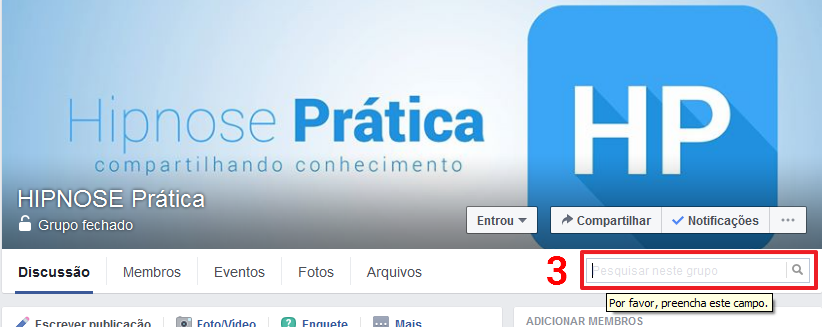 Hipnose Prática
compartilhando conhecimento
HP
HIPNOSE Prática
Grupo fechado
Entrou
Compartilhar
Notificações
Discussão
Membros
Eventos
Fotos
Arquivos
3
Pesquisar neste grupo
Por favor, preencha este campo.
Escrever publicação
Foto/Vídeo
Enquete
Mais
ADICIONAR MEMBROS